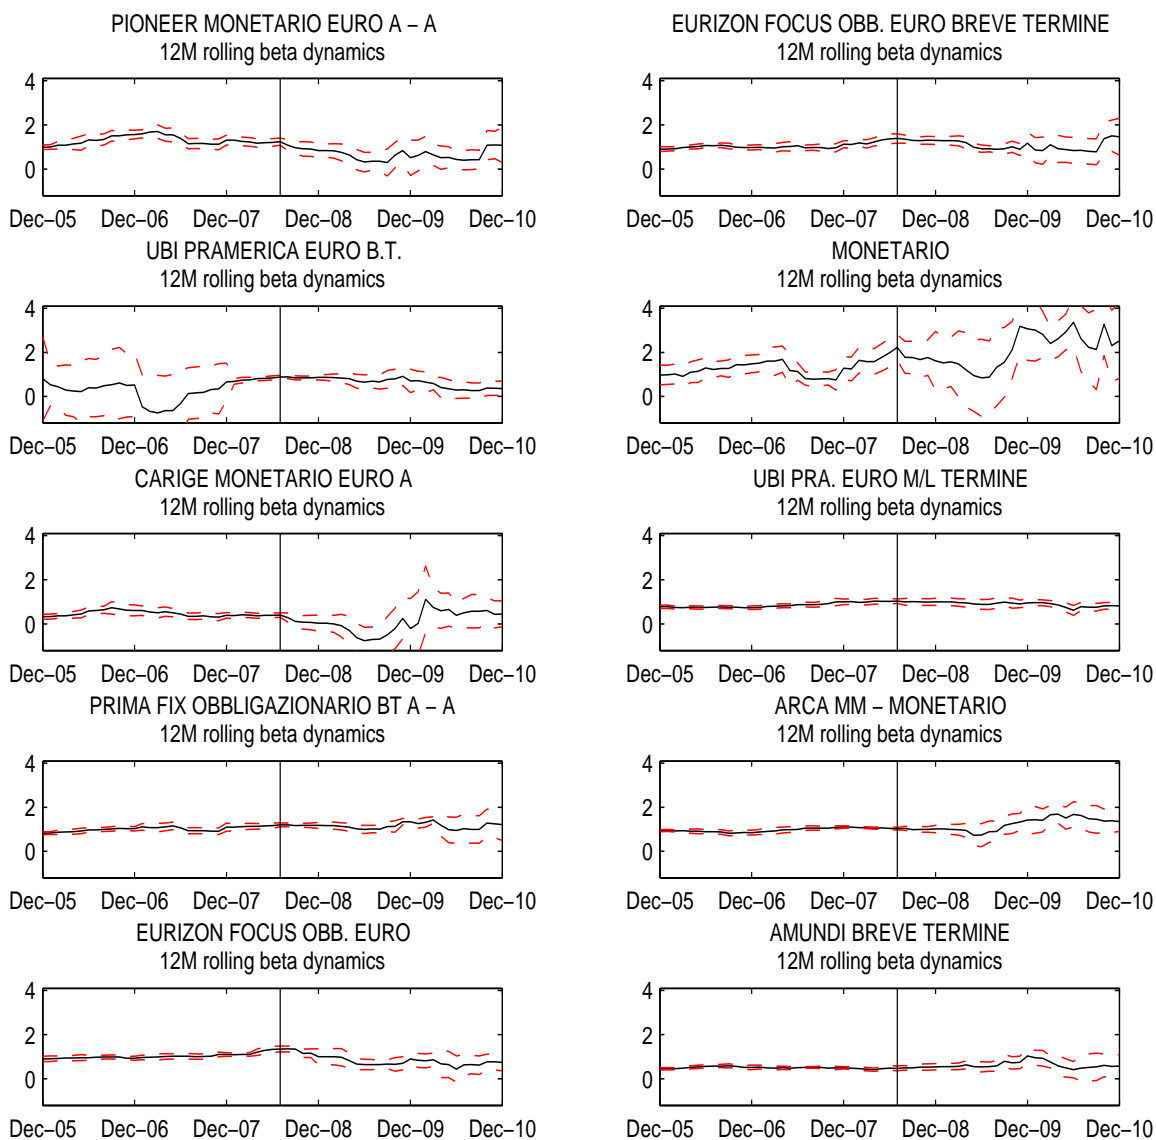 PIONEER MONETARIO EURO A − A
12M rolling beta dynamics
4
2
0
Dec−05 Dec−06 Dec−07 Dec−08 Dec−09 Dec−10
EURIZON FOCUS OBB. EURO BREVE TERMINE
12M rolling beta dynamics
4
2
0
Dec−05 Dec−06 Dec−07 Dec−08 Dec−09 Dec−10
UBI PRAMERICA EURO B.T.
12M rolling beta dynamics
4
2
0
Dec−05 Dec−06 Dec−07 Dec−08 Dec−09 Dec−10
MONETARIO
12M rolling beta dynamics
4
2
0
Dec−05 Dec−06 Dec−07 Dec−08 Dec−09 Dec−10
CARIGE MONETARIO EURO A
12M rolling beta dynamics
4
2
0
Dec−05 Dec−06 Dec−07 Dec−08 Dec−09 Dec−10
UBI PRA. EURO M/L TERMINE
12M rolling beta dynamics
4
2
0
Dec−05 Dec−06 Dec−07 Dec−08 Dec−09 Dec−10
PRIMA FIX OBBLIGAZIONARIO BT A − A
12M rolling beta dynamics
4
2
0
Dec−05 Dec−06 Dec−07 Dec−08 Dec−09 Dec−10
ARCA MM − MONETARIO
12M rolling beta dynamics
4
2
0
Dec−05 Dec−06 Dec−07 Dec−08 Dec−09 Dec−10
EURIZON FOCUS OBB. EURO
12M rolling beta dynamics
4
2
0
Dec−05 Dec−06 Dec−07 Dec−08 Dec−09 Dec−10
AMUNDI BREVE TERMINE
12M rolling beta dynamics
4
2
0
Dec−05 Dec−06 Dec−07 Dec−08 Dec−09 Dec−10